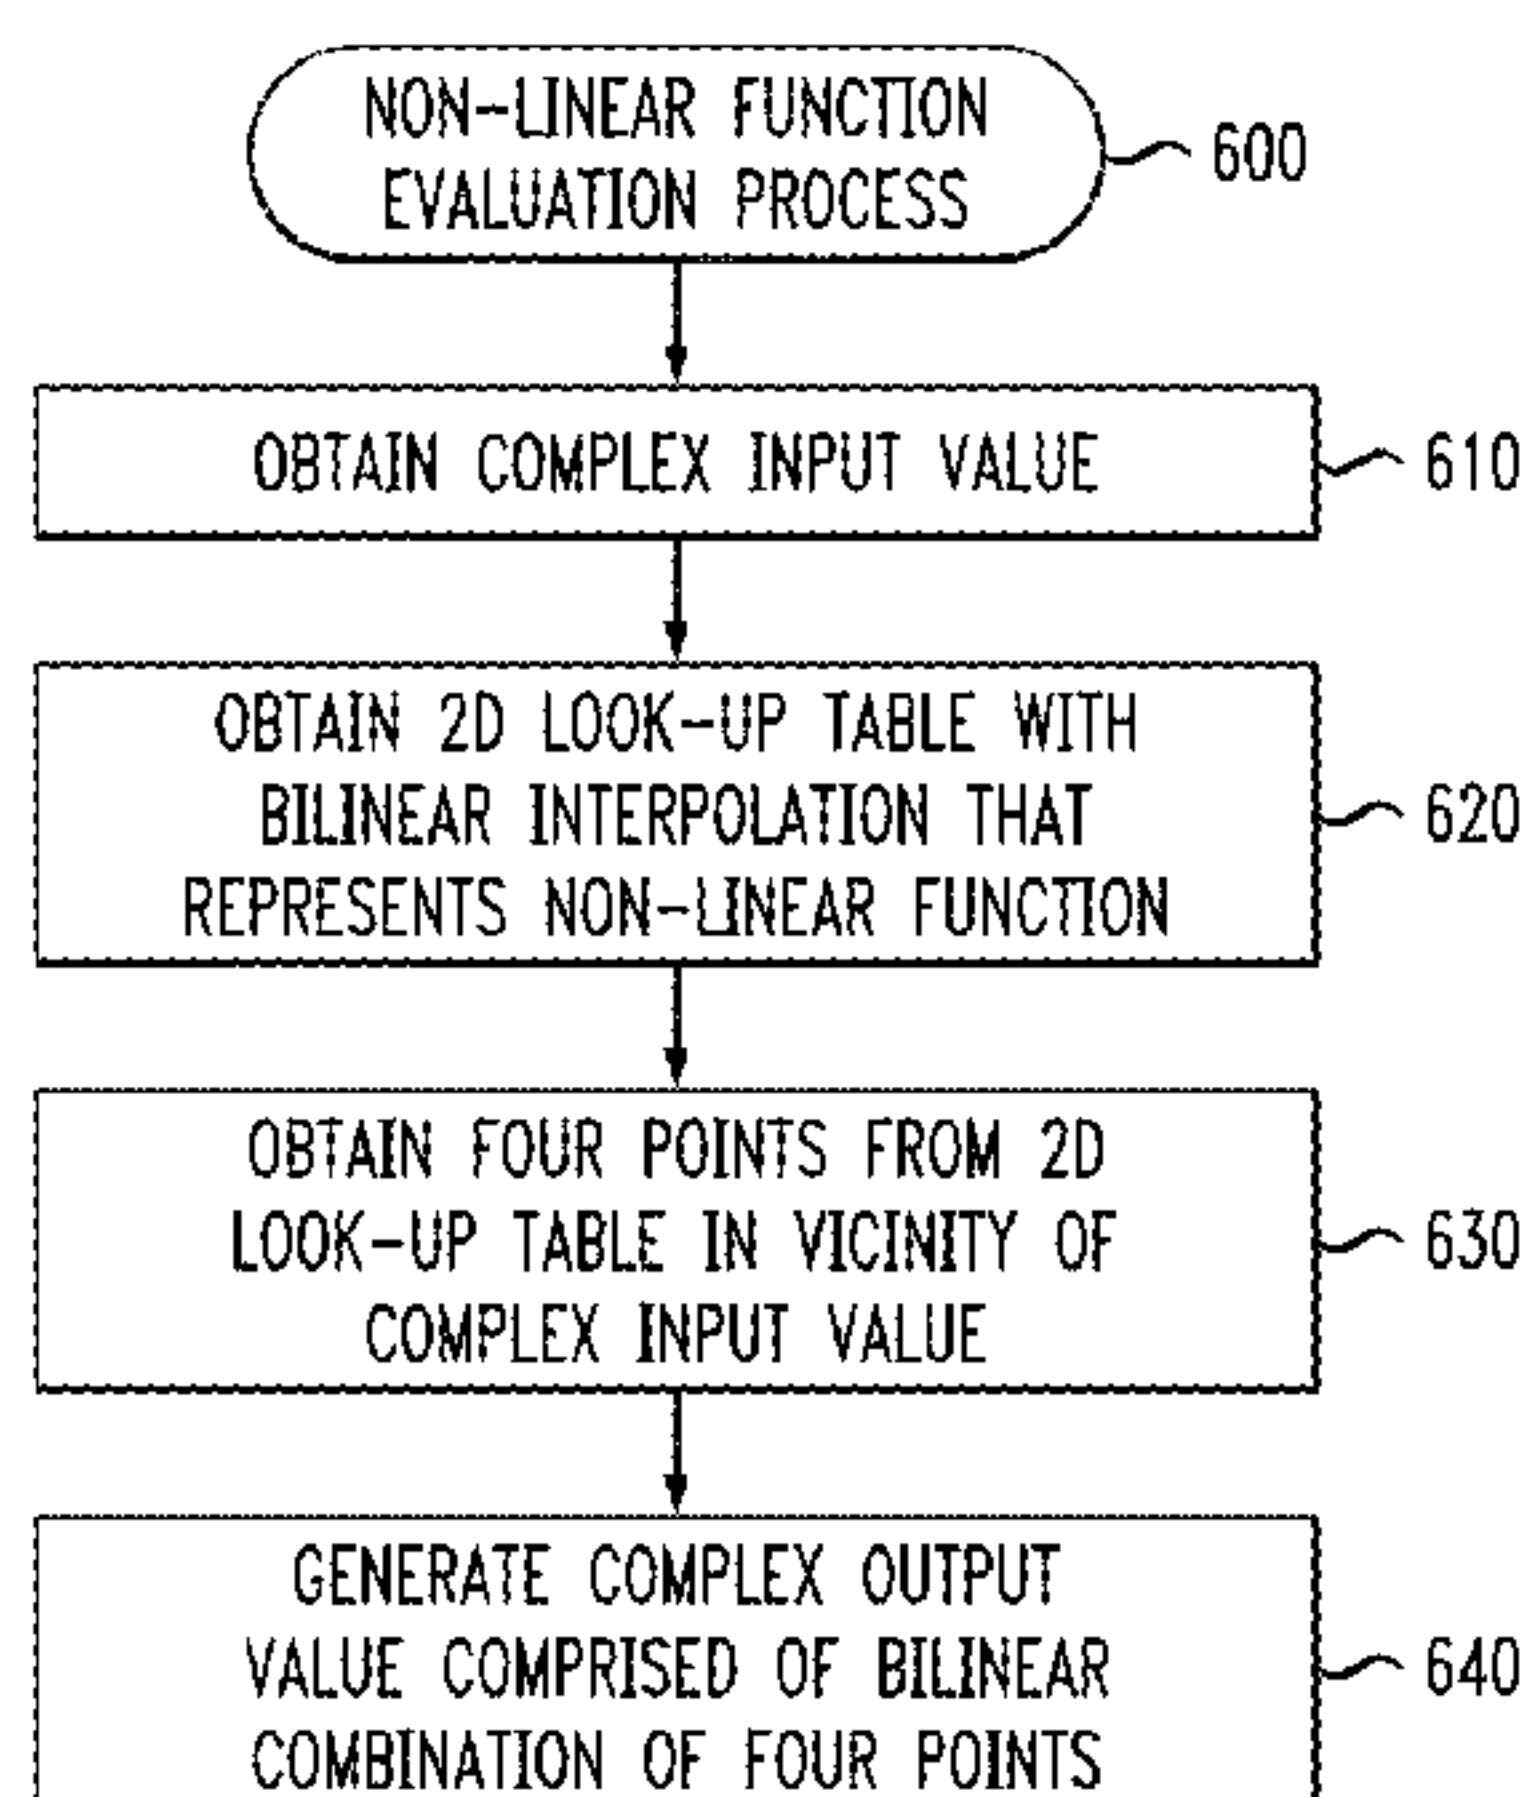 NON-LINEAR FUNCTION
EVALUATION PROCESS
600
OBTAIN COMPLEX INPUT VALUE
610
OBTAIN 2D LOOK-UP TABLE WITH
BILINEAR INTERPOLATION THAT
REPRESENTS NON-LINEAR FUNCTION
620
OBTAIN FOUR POINTS FROM 2D
LOOK-UP TABLE IN VICINITY OF
COMPLEX INPUT VALUE
630
GENERATE COMPLEX OUTPUT
VALUE COMPRISED OF BILINEAR
COMBINATION OF FOUR POINTS
640